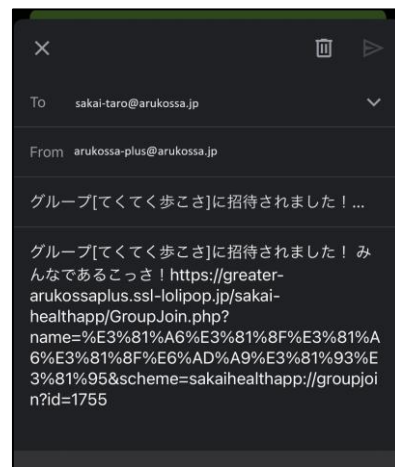 To sakai-taro@arukossa.jp
From arukossa-plus@arukossa.jp
グループ[てくてく歩こさ]に招待されました！...
グループ[てくてく歩こさ]に招待されました！ み
んなであるこっさ！https://greater-
arukossaplus.ssl-lolipop.jp/sakai-
healthapp/GroupJoin.php?
name=%E3%81%A6%E3%81%8F%E3%81%A
6%E3%81%8F%E6%AD%A9%E3%81%93%E
3%81%95&scheme=sakaihealthapp://groupjoi
n?id=1755